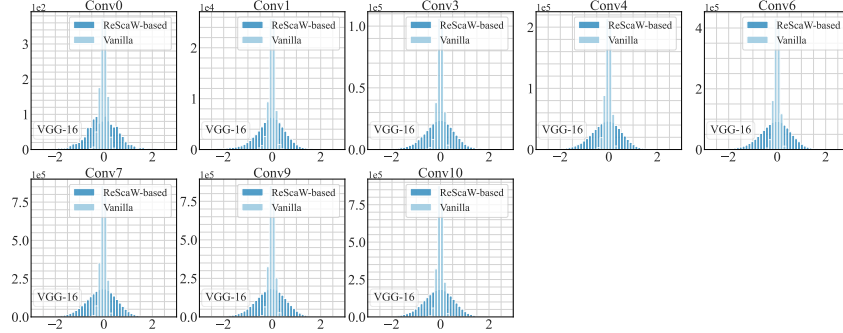 Conv0
1e2
ReScaW-based
Vanilla
3
2
1
0
VGG-16
−2 0 2
Conv1
1e4
ReScaW-based
Vanilla
2
1
0
VGG-16
−2 0 2
Conv3
1e5
ReScaW-based
Vanilla
1.0
0.5
0.0
VGG-16
−2 0 2
Conv4
1e5
ReScaW-based
Vanilla
2
1
0
VGG-16
−2 0 2
Conv6
1e5
ReScaW-based
Vanilla
4
2
0
VGG-16
−2 0 2
Conv7
1e5
ReScaW-based
Vanilla
7.5
5.0
2.5
0.0
VGG-16
−2 0 2
Conv9
1e5
ReScaW-based
Vanilla
7.5
5.0
2.5
0.0
VGG-16
−2 0 2
Conv10
1e5
ReScaW-based
Vanilla
7.5
5.0
2.5
0.0
VGG-16
−2 0 2